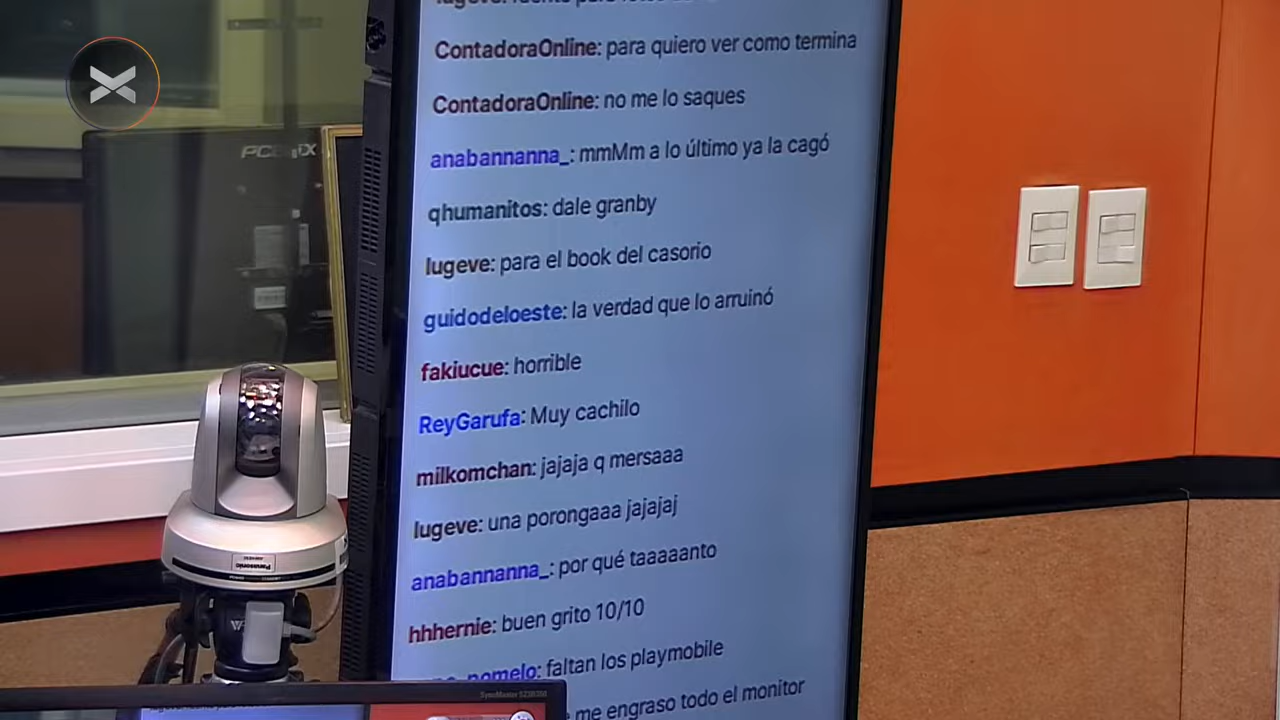 ContadoraOnline: para quiero ver como termina
ContadoraOnline: no me lo saques
anabannanna_: mmMm a lo último ya la cagó
qhumanitos: dale granby
lugeve: para el book del casorio
guidodeloeste: la verdad que lo arruinó
fakiucue: horrible
ReyGarufa: Muy cachilo
milkomchan: jajaja q mersaaa
lugeve: una porongaaa jajajaj
anabannanna_: por qué taaaaanto
hhhernie: buen grito 10/10
faltan los playmobile
me engraso todo el monitor
Panasonic
SyncMaster